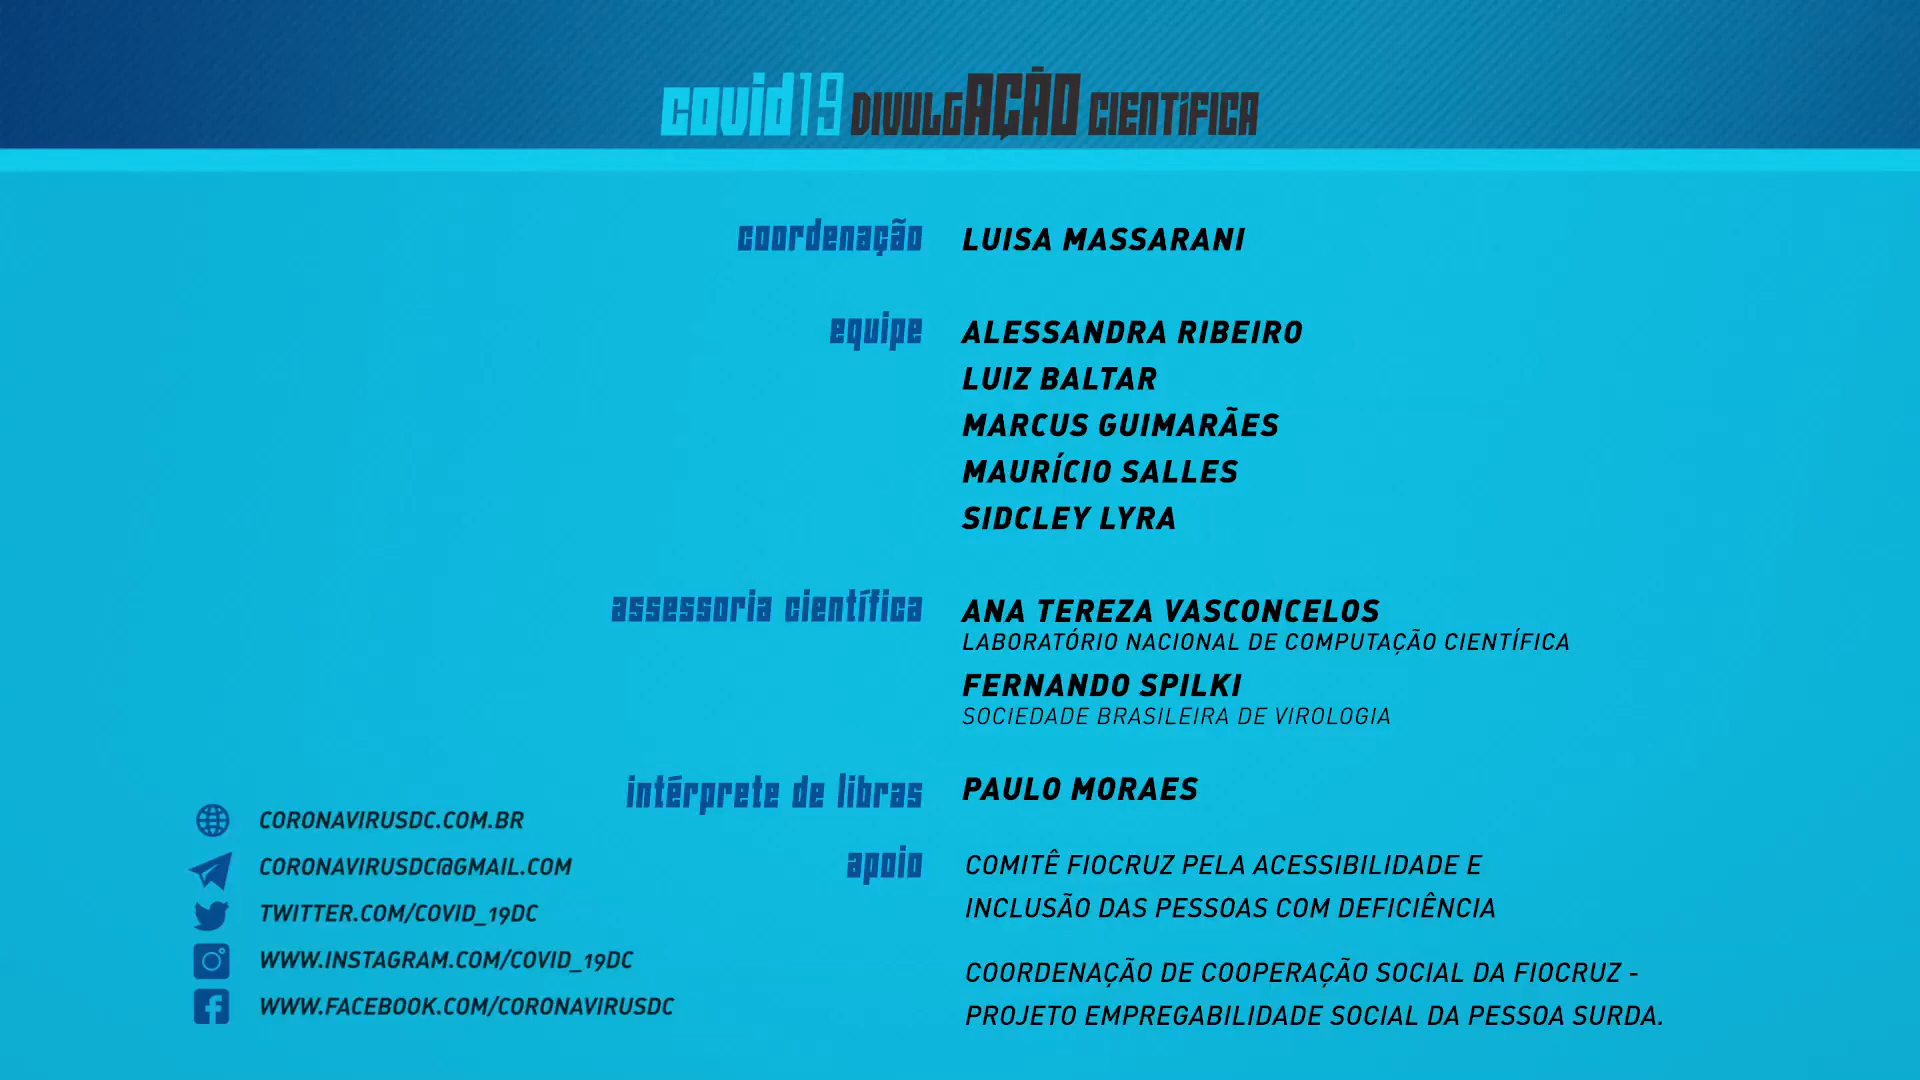 covid19 DIVULGAÇÃO CIENTÍFICA
coordenação LUISA MASSARANI
equipe ALESSANDRA RIBEIRO
LUIZ BALTAR
MARCUS GUIMARÃES
MAURÍCIO SALLES
SIDCLEY LYRA
assessoria científica ANA TEREZA VASCONCELOS
LABORATÓRIO NACIONAL DE COMPUTAÇÃO CIENTÍFICA
FERNANDO SPILKI
SOCIEDADE BRASILEIRA DE VIROLOGIA
intérprete de libras PAULO MORAES
apoio COMITÊ FIOCRUZ PELA ACESSIBILIDADE E
INCLUSÃO DAS PESSOAS COM DEFICIÊNCIA
COORDENAÇÃO DE COOPERAÇÃO SOCIAL DA FIOCRUZ -
PROJETO EMPREGABILIDADE SOCIAL DA PESSOA SURDA.
CORONAVIRUSDC.COM.BR
CORONAVIRUSDC@GMAIL.COM
TWITTER.COM/COVID_19DC
WWW.INSTAGRAM.COM/COVID_19DC
WWW.FACEBOOK.COM/CORONAVIRUSDC